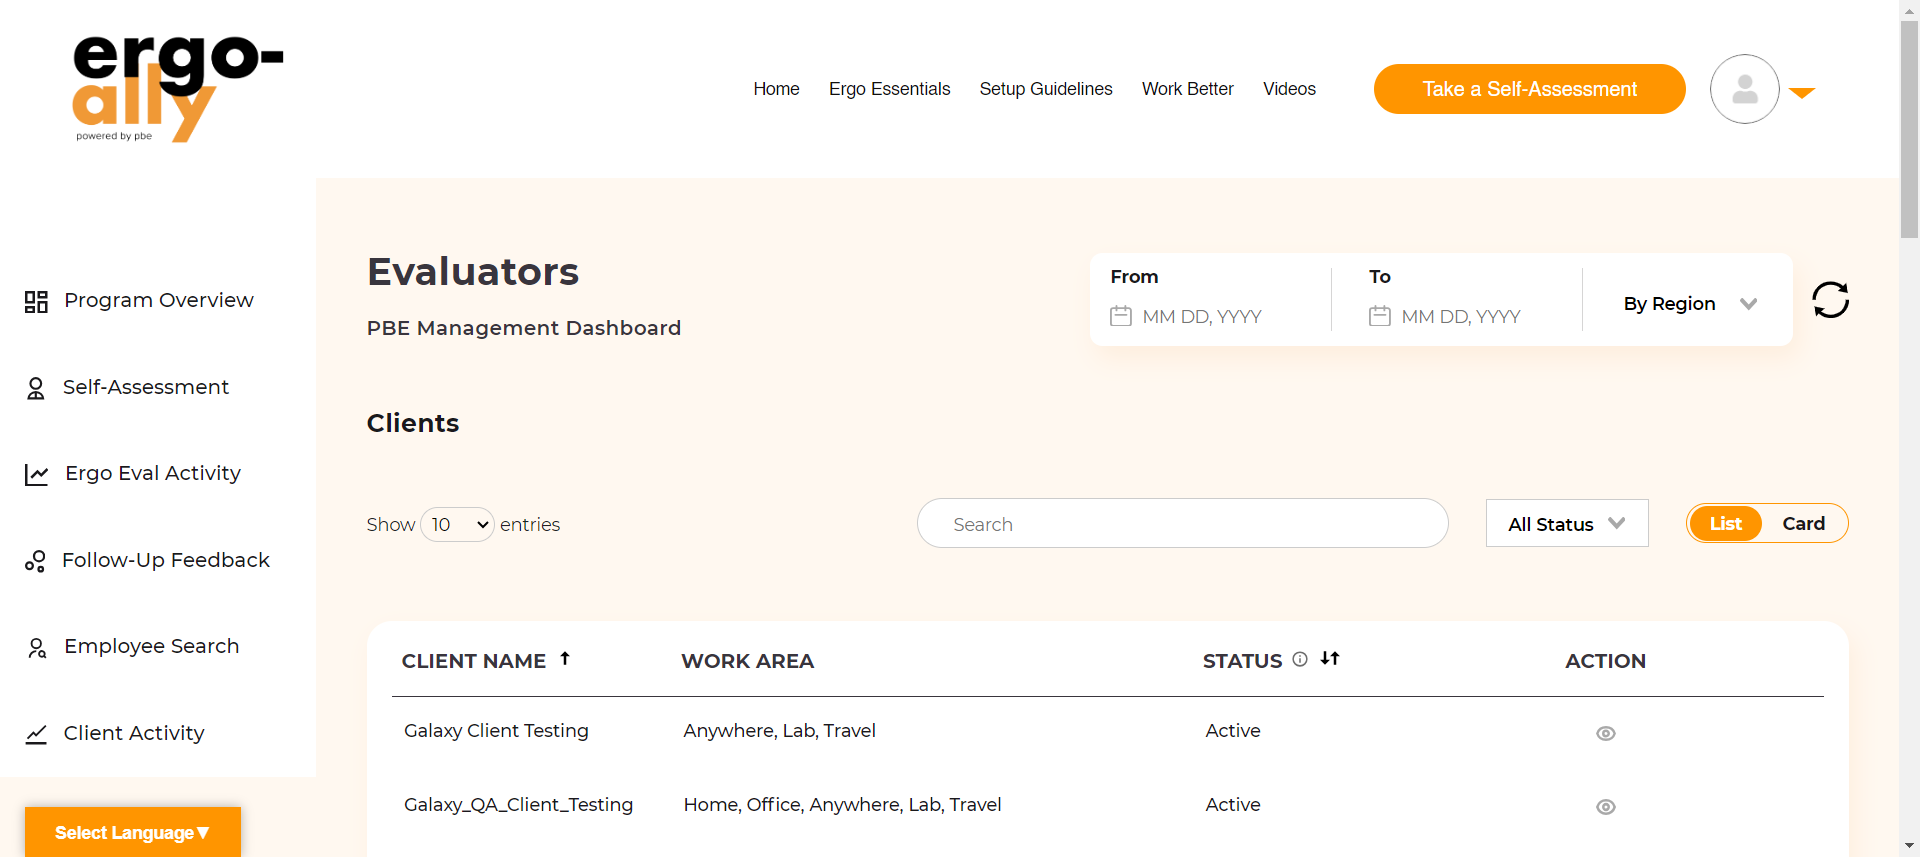 ergo-
ally
powered by pbe
Home Ergo Essentials Setup Guidelines Work Better Videos Take a Self-Assessment
Program Overview
Self-Assessment
Ergo Eval Activity
Follow-Up Feedback
Employee Search
Client Activity
Select Language▼
Evaluators
PBE Management Dashboard
From To
MM DD, YYYY MM DD, YYYY By Region
Clients
Show 10 entries Search All Status List Card
CLIENT NAME WORK AREA STATUS ACTION
Galaxy Client Testing Anywhere, Lab, Travel Active
Galaxy_QA_Client_Testing Home, Office, Anywhere, Lab, Travel Active